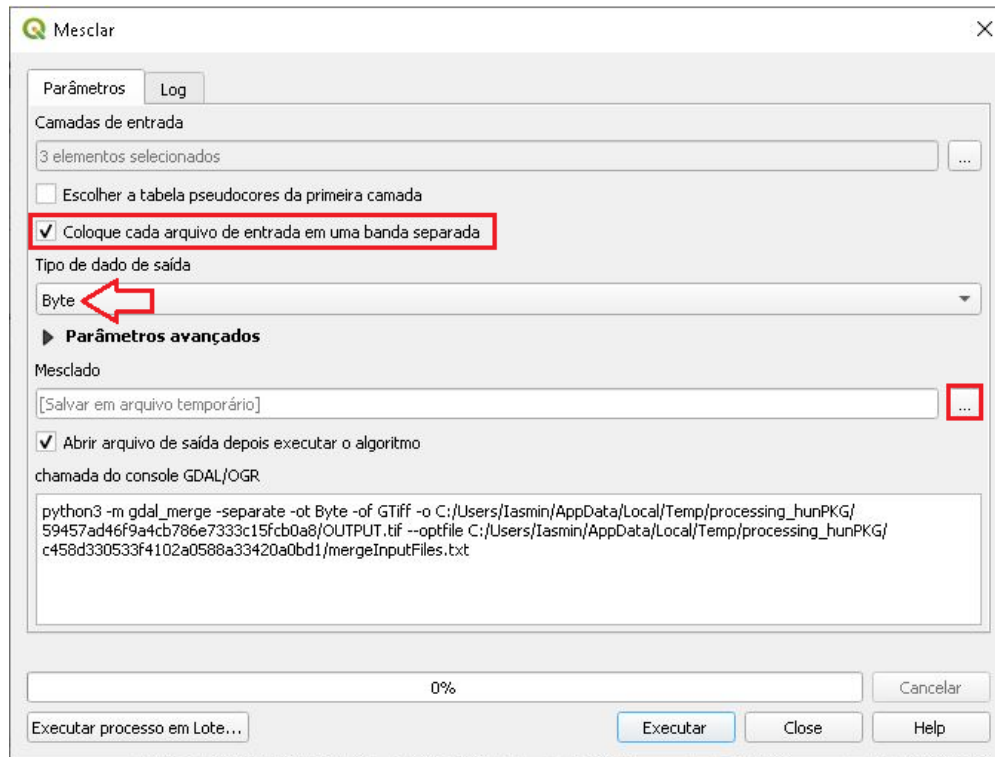 Mesclar
Parâmetros
Log
Camadas de entrada
3 elementos selecionados
...
Escolher a tabela pseudocores da primeira camada
Coloque cada arquivo de entrada em uma banda separada
Tipo de dado de saída
Byte
Parâmetros avançados
Mesclado
[Salvar em arquivo temporário]
...
Abrir arquivo de saída depois executar o algoritmo
chamada do console GDAL/OGR
python3 -m gdal_merge -separate -ot Byte -of GTiff -o C:/Users/Iasmin/AppData/Local/Temp/processing_hunPKG/
59457ad46f9a4cb786e7333c15fcb0a8/OUTPUT.tif --optfile C:/Users/Iasmin/AppData/Local/Temp/processing_hunPKG/
c458d330533f4102a0588a33420a0bd1/mergeInputFiles.txt
0%
Cancelar
Executar processo em Lote...
Executar
Close
Help